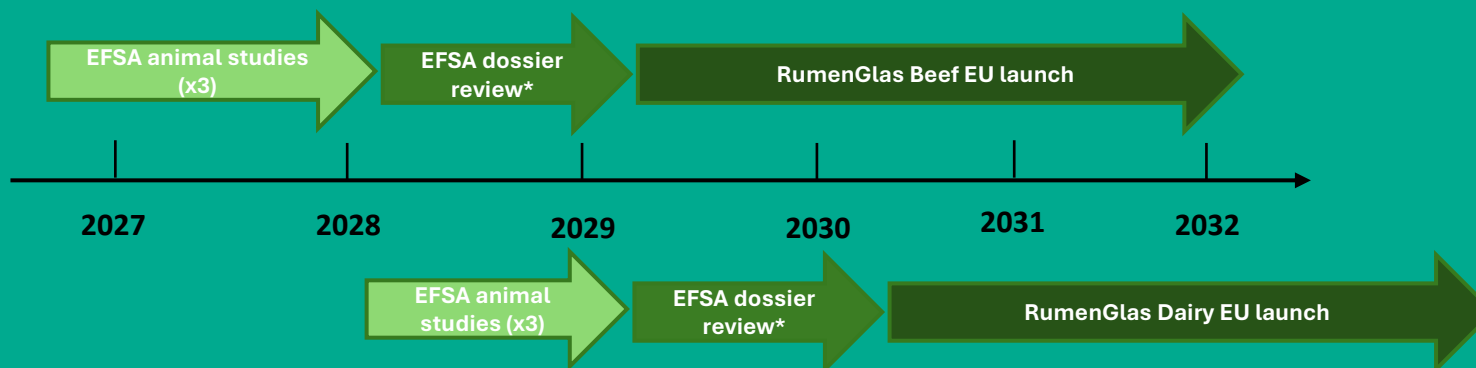 EFSA animal studies
(x3)
EFSA dossier
review*
RumenGlas Beef EU launch
2027
2028
2029
2030
2031
2032
EFSA animal
studies (x3)
EFSA dossier
review*
RumenGlas Dairy EU launch